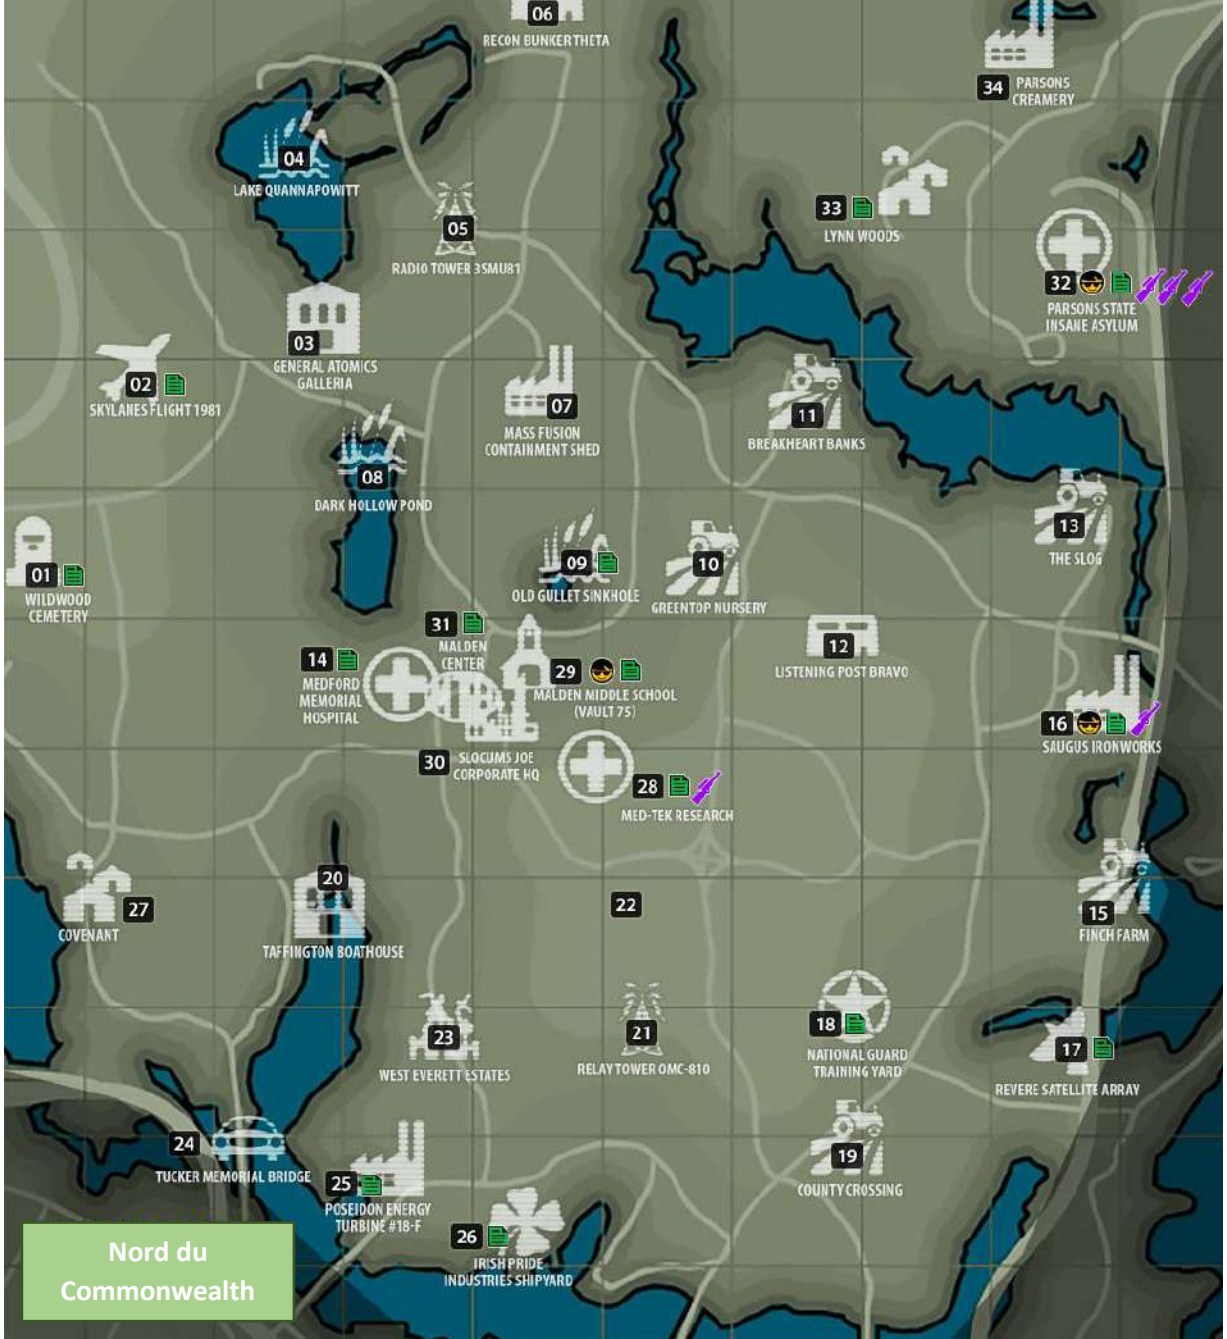 06
RECON BUNKER THETA
34
PARSONS
CREAMERY
04
LAKE QUANNAPOWITT
33
LYNN WOODS
05
RADIO TOWER 3SMU81
32
PARSONS STATE
INSANE ASYLUM
03
GENERAL ATOMICS
GALLERIA
02
SKYLANES FLIGHT 1981
07
MASS FUSION
CONTAINMENT SHED
11
BREAKHEART BANKS
08
DARK HOLLOW POND
13
THE SLOG
01
WILDWOOD
CEMETERY
09
OLD GULLET SINKHOLE
10
GREENTOP NURSERY
31
MALDEN
CENTER
12
LISTENING POST BRAVO
14
MEDFORD
MEMORIAL
HOSPITAL
29
MALDEN MIDDLE SCHOOL
(VAULT 75)
16
SAUGUS IRONWORKS
30
SLOCUMS JOE
CORPORATE HQ
28
MED-TEK RESEARCH
20
TAFFINGTON BOATHOUSE
27
COVENANT
22
15
FINCH FARM
23
WEST EVERETT ESTATES
21
RELAY TOWER OMC-810
18
NATIONAL GUARD
TRAINING YARD
17
REVERE SATELLITE ARRAY
24
TUCKER MEMORIAL BRIDGE
25
POSEIDON ENERGY
TURBINE #18-F
19
COUNTY CROSSING
26
IRISH PRIDE
INDUSTRIES SHIPYARD
Nord du
Commonwealth